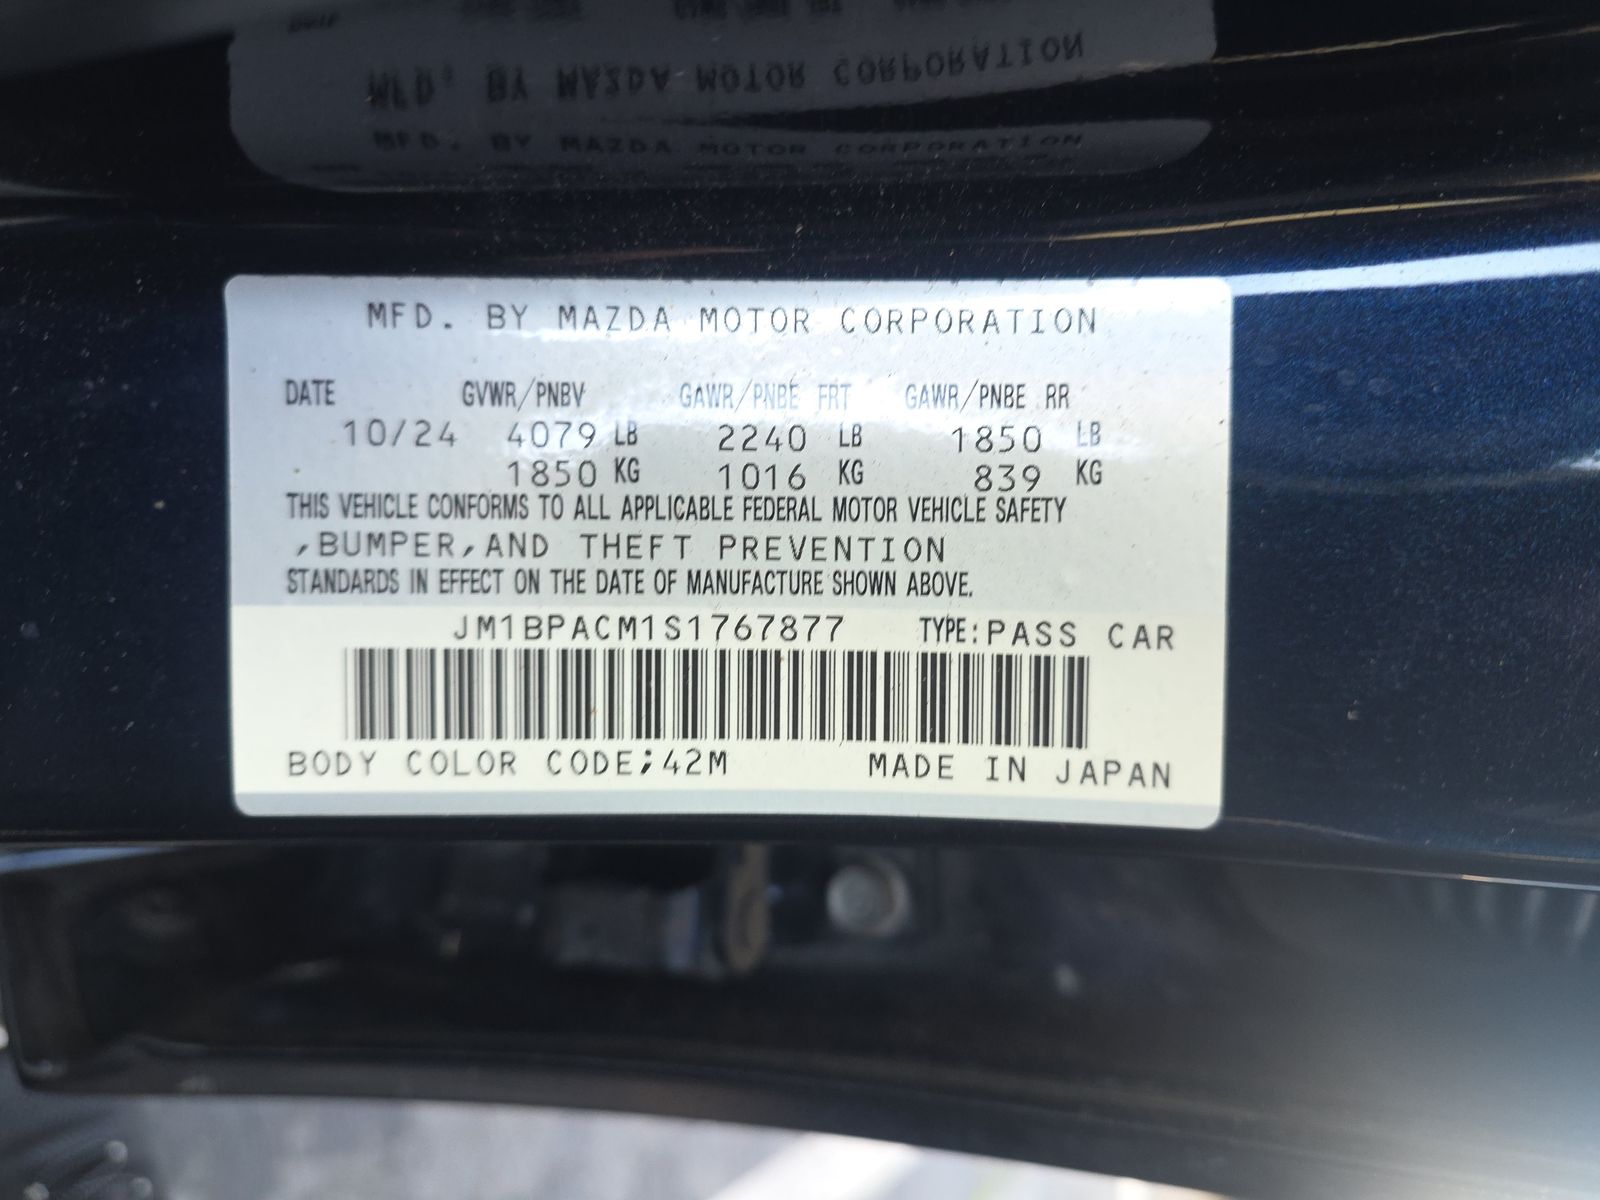 MFD. BY MAZDA MOTOR CORPORATION
MFD. BY MAZDA MOTOR CORPORATION
MFD. BY MAZDA MOTOR CORPORATION
DATE GVWR/PNBV GAWR/PNBE FRT GAWR/PNBE RR
10/24 4079 LB 2240 LB 1850 LB
1850 KG 1016 KG 839 KG
THIS VEHICLE CONFORMS TO ALL APPLICABLE FEDERAL MOTOR VEHICLE SAFETY
,BUMPER,AND THEFT PREVENTION
STANDARDS IN EFFECT ON THE DATE OF MANUFACTURE SHOWN ABOVE.
JM1BPACM1S1767877 TYPE:PASS CAR
BODY COLOR CODE;42M MADE IN JAPAN